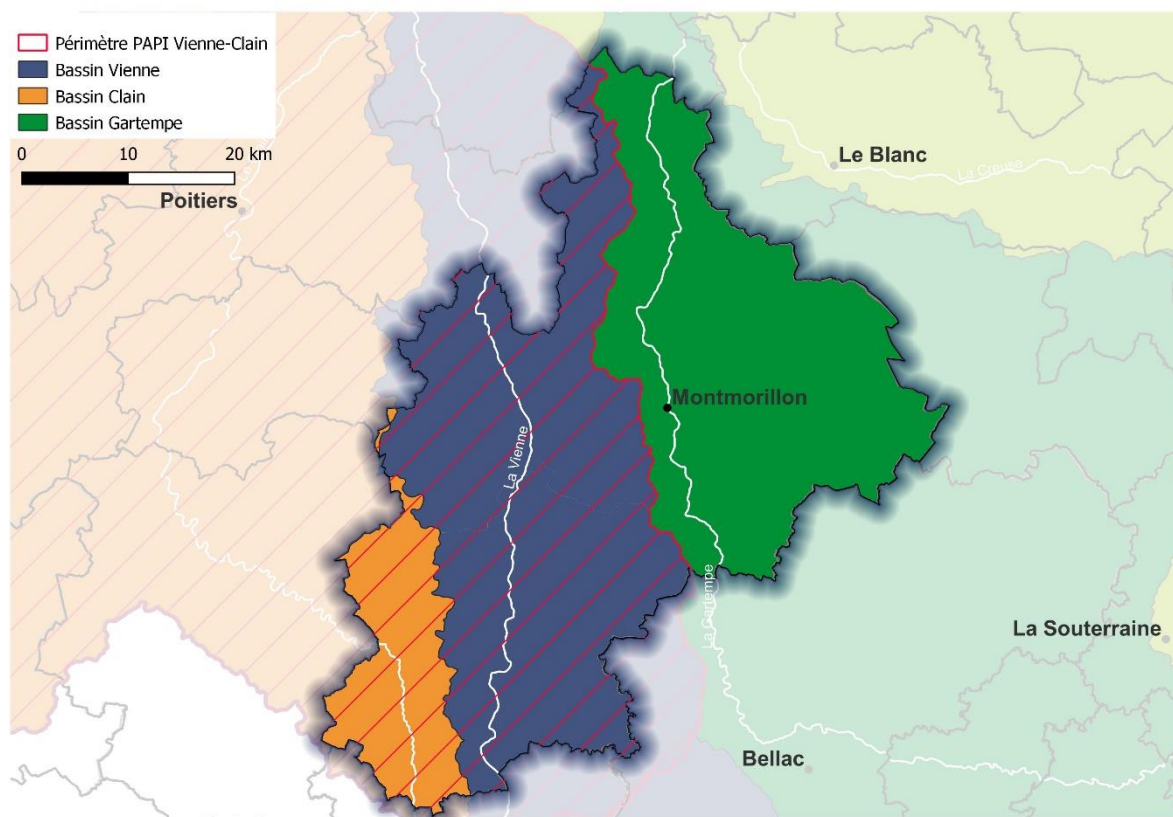 Périmètre PAPI Vienne-Clain
Bassin Vienne
Bassin Clain
Bassin Gartempe
0 10 20 km
Poitiers
Le Blanc
La Creuse
Montmorillon
La Vienne
La Gartempe
La Souterraine
Bellac